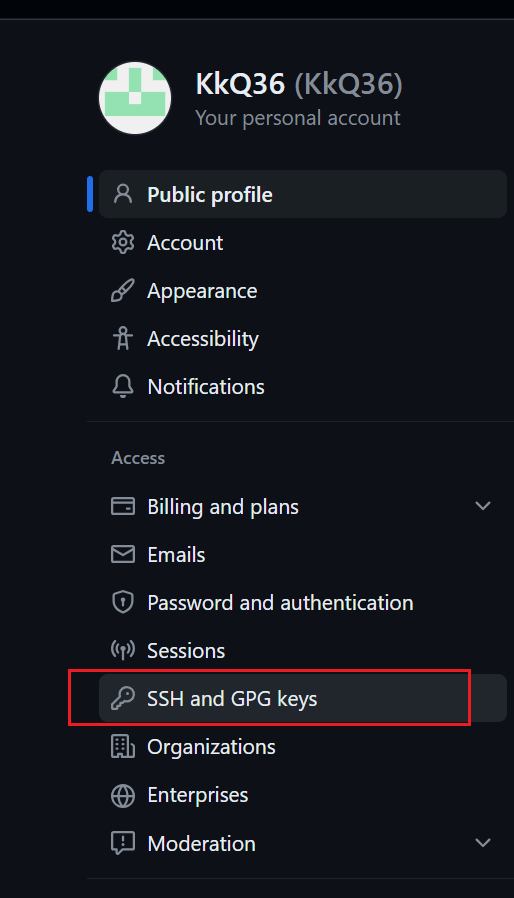 KkQ36 (KkQ36)
Your personal account
Public profile
Account
Appearance
Accessibility
Notifications
Access
Billing and plans
Emails
Password and authentication
Sessions
SSH and GPG keys
Organizations
Enterprises
Moderation